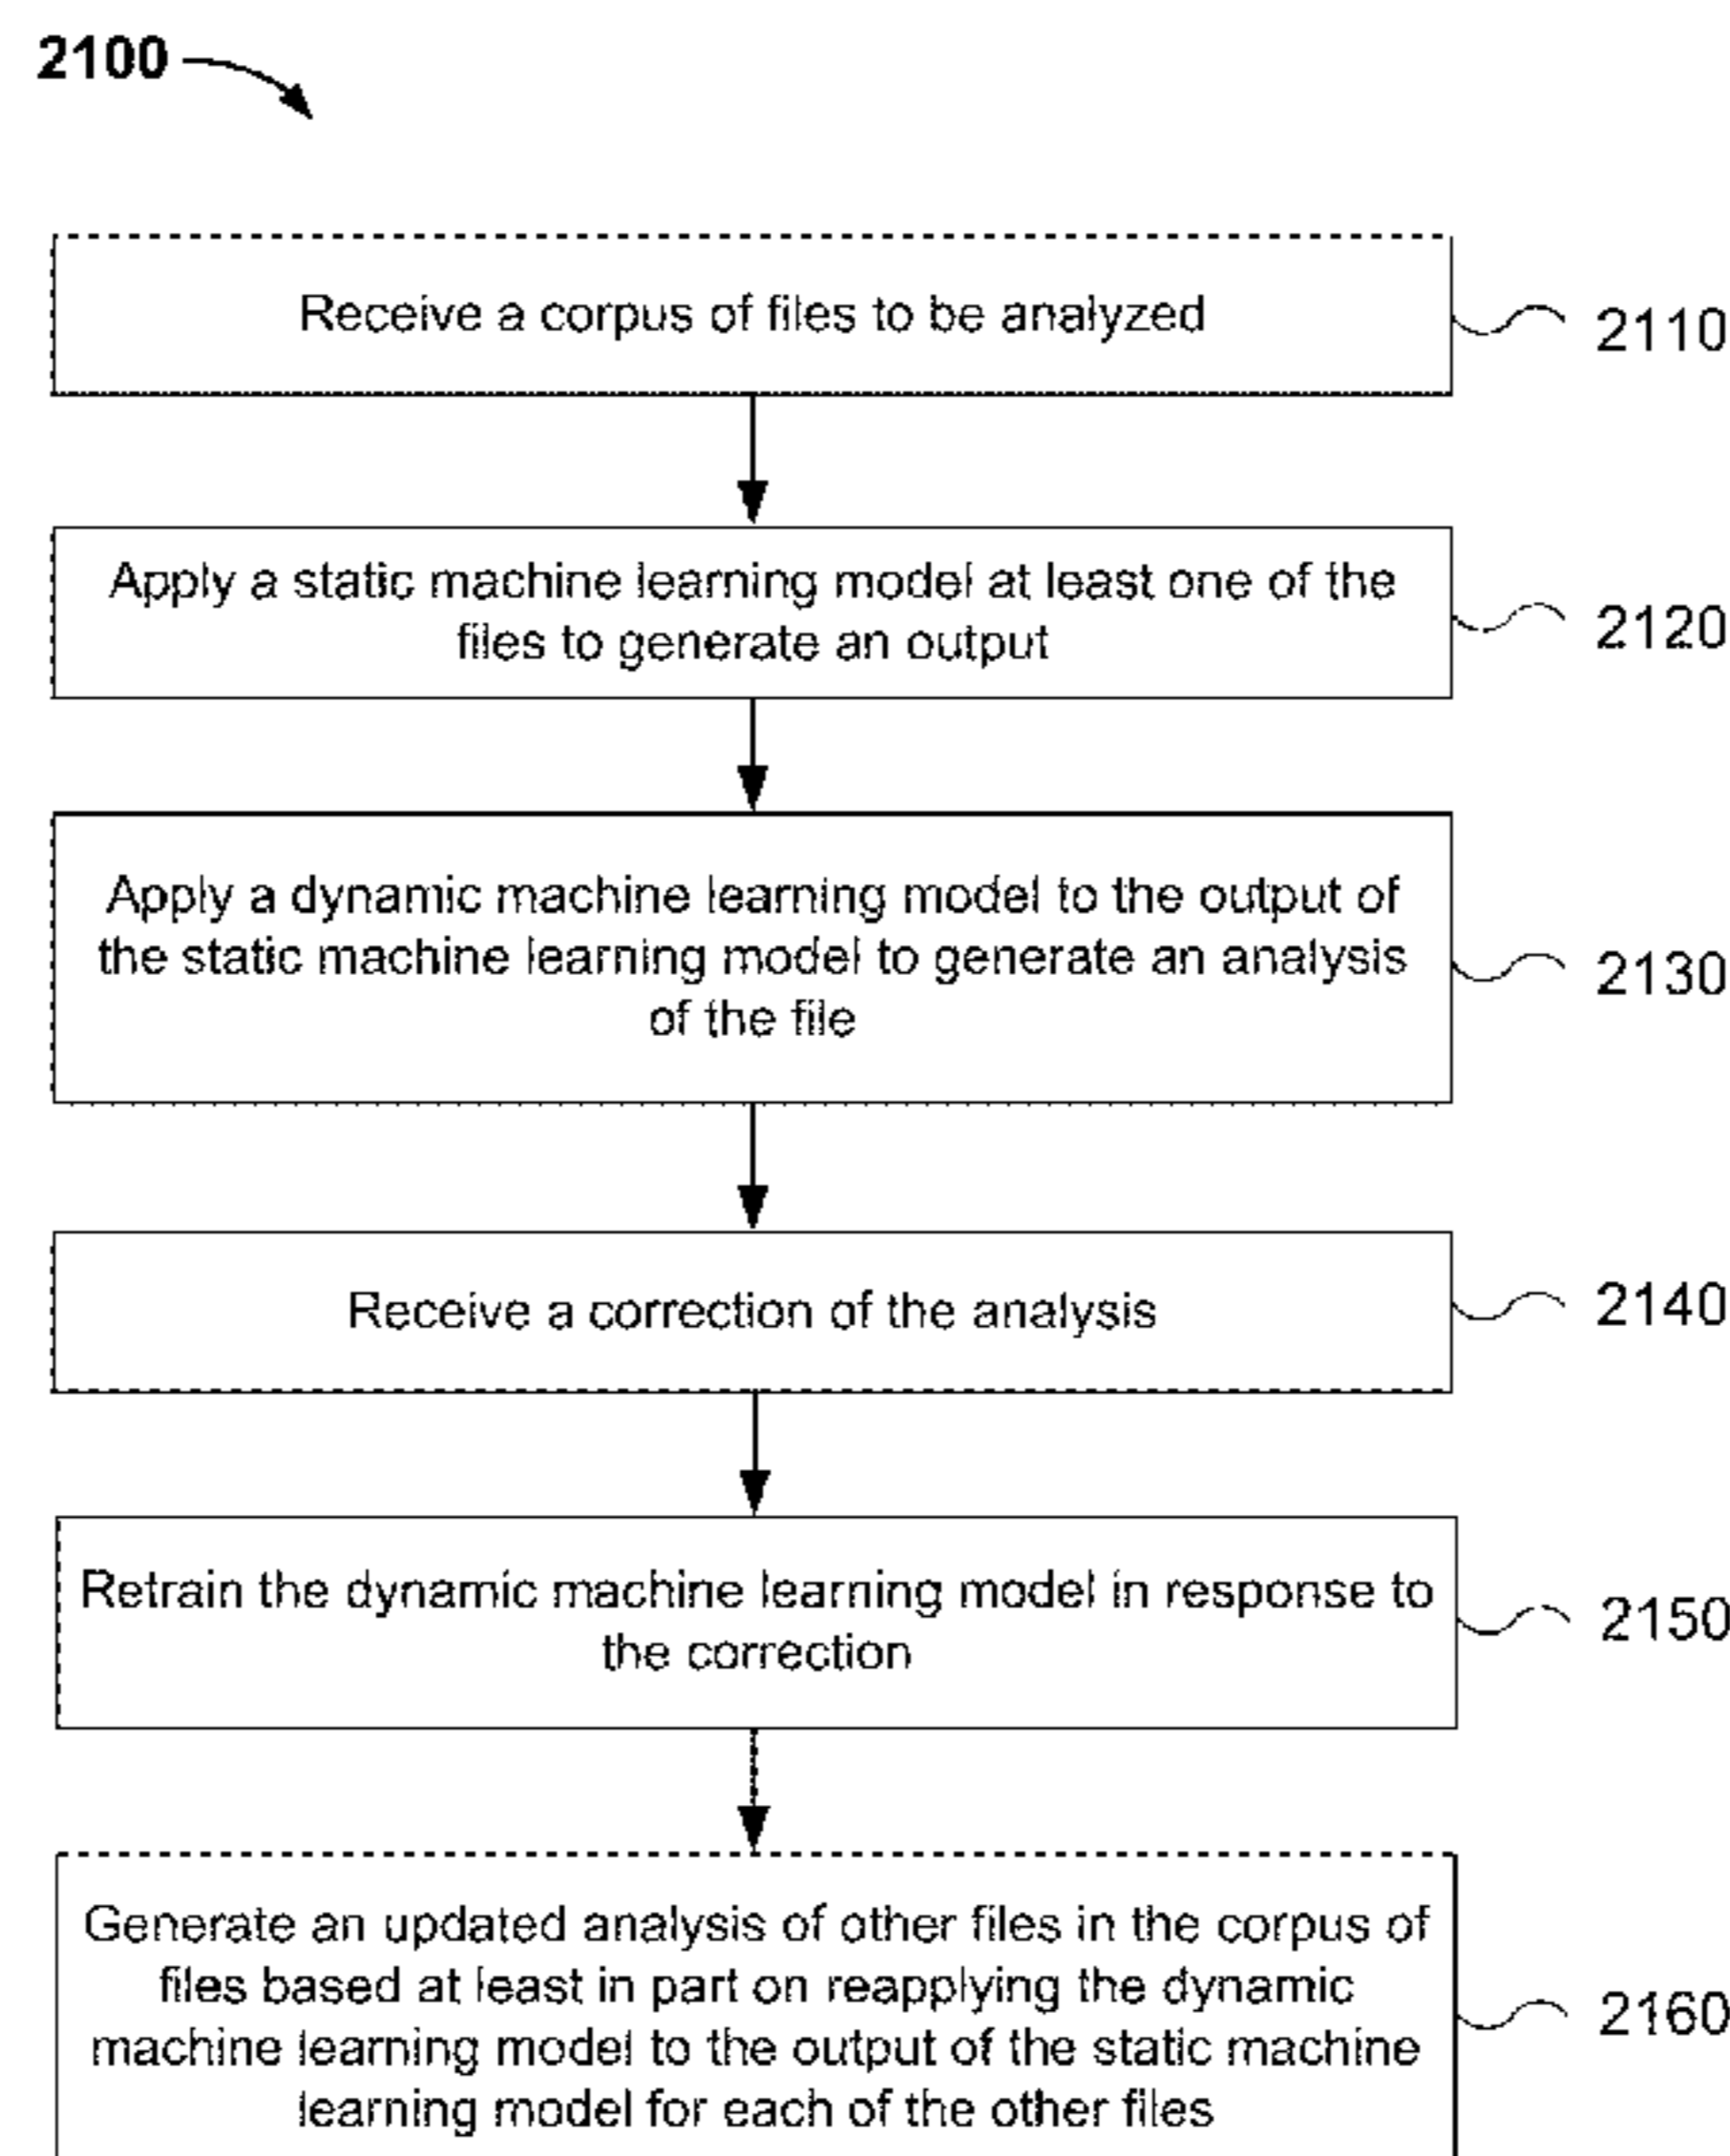 2100
Receive a corpus of files to be analyzed
2110
Apply a static machine learning model at least one of the
files to generate an output
2120
Apply a dynamic machine learning model to the output of
the static machine learning model to generate an analysis
of the file
2130
Receive a correction of the analysis
2140
Retrain the dynamic machine learning model in response to
the correction
2150
Generate an updated analysis of other files in the corpus of
files based at least in part on reapplying the dynamic
machine learning model to the output of the static machine
learning model for each of the other files
2160